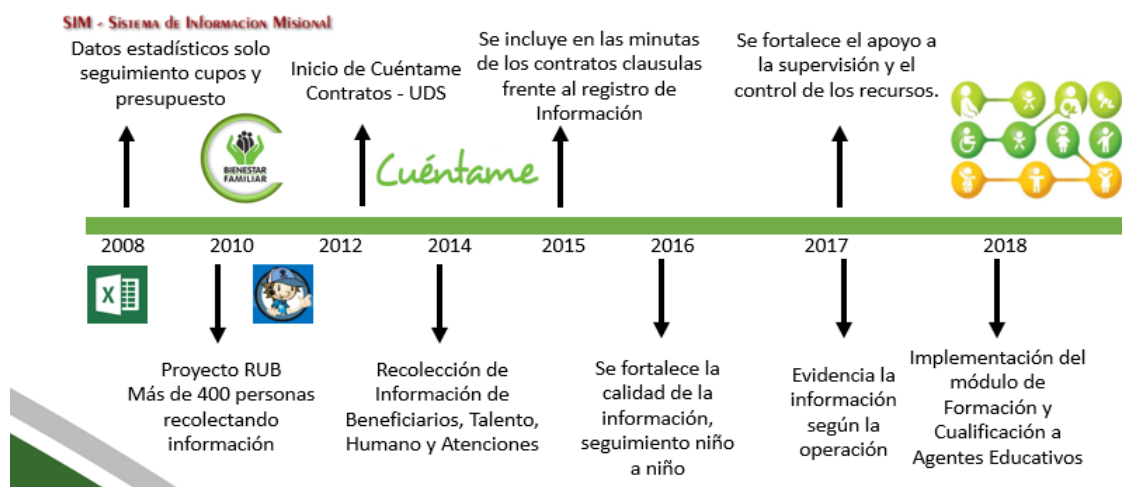 SIM - SISTEMA DE INFORMACION MISIONAL
Datos estadísticos solo
seguimiento cupos y
presupuesto
Inicio de Cuéntame
Contratos - UDS
Se incluye en las minutas
de los contratos clausulas
frente al registro de
Información
Se fortalece el apoyo a
la supervisión y el
control de los recursos.
BIENESTAR
FAMILIAR
Cuéntame
2008
2010
2012
2014
2015
2016
2017
2018
X
Proyecto RUB
Más de 400 personas
recolectando
información
Recolección de
Información de
Beneficiarios, Talento,
Humano y Atenciones
Se fortalece la
calidad de la
información,
seguimiento niño
a niño
Evidencia la
información
según la
operación
Implementación del
módulo de
Formación y
Cualificación a
Agentes Educativos